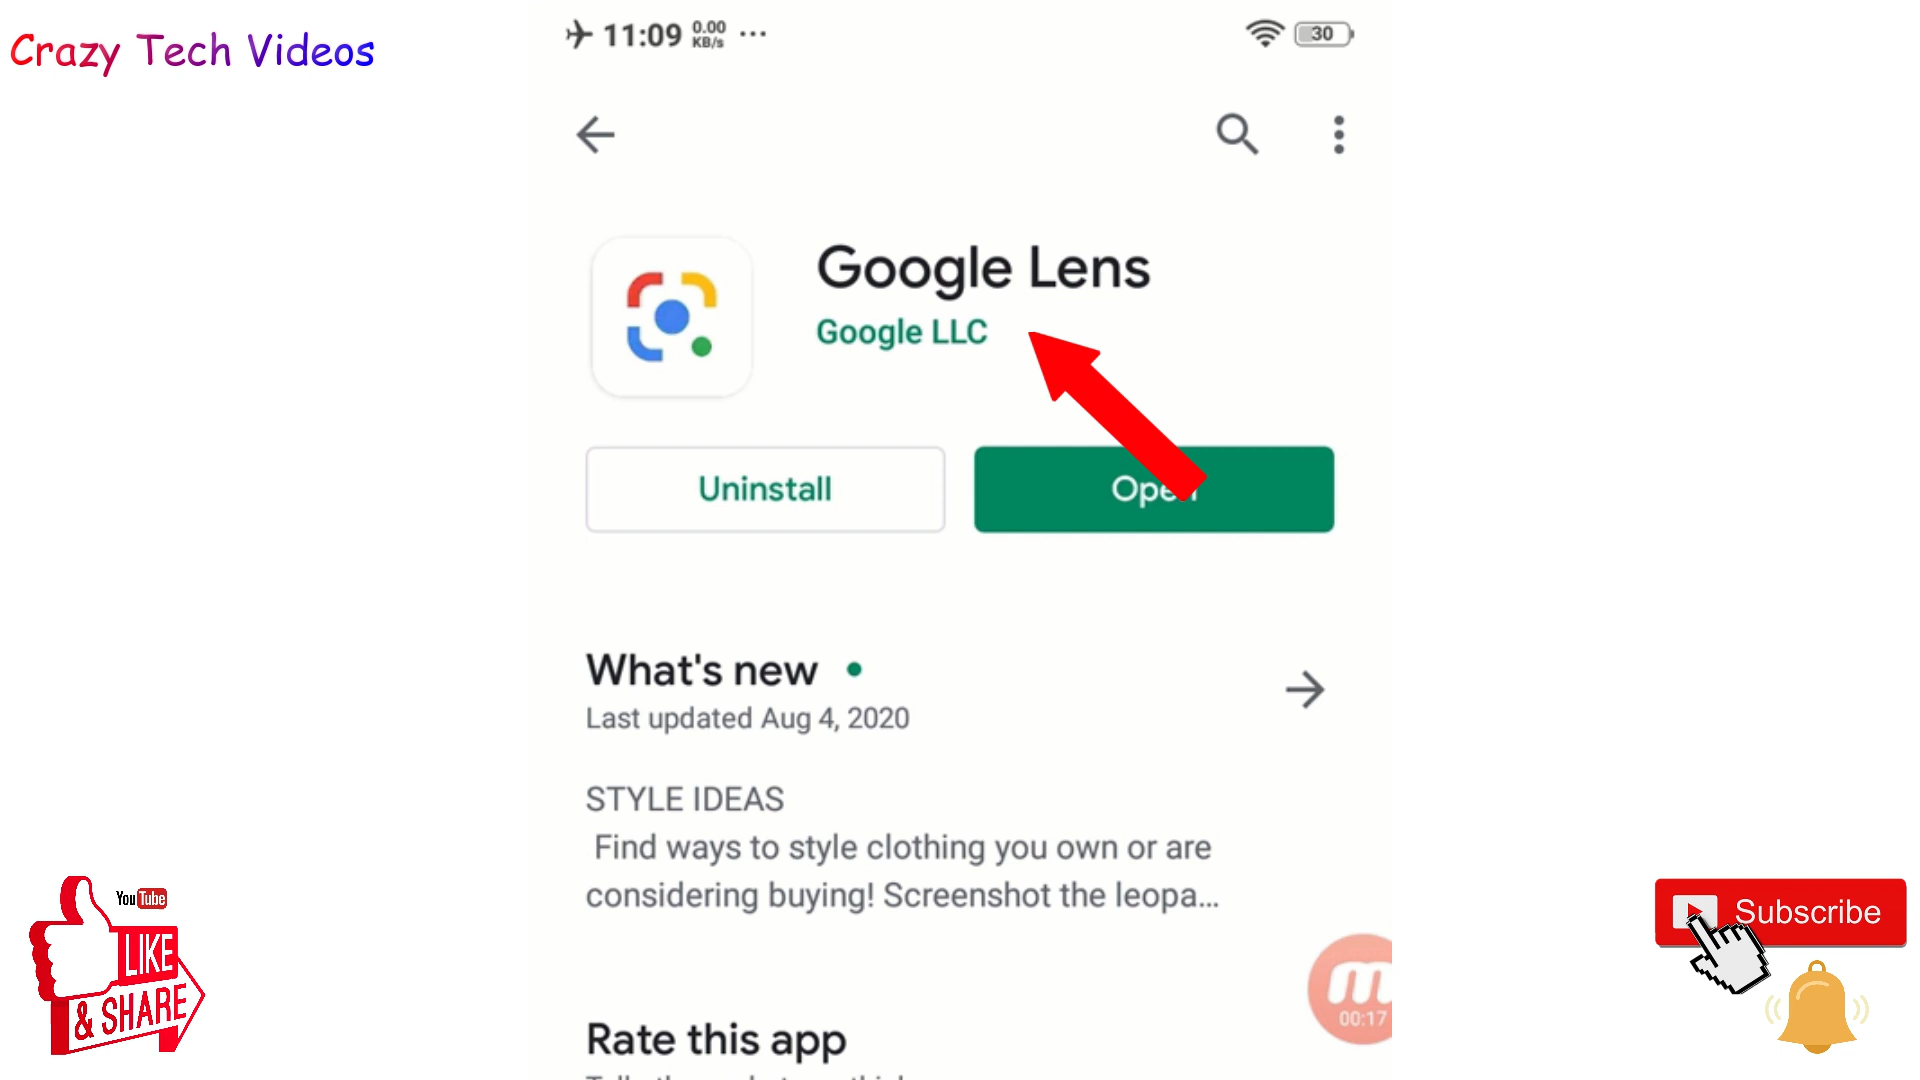 Crazy Tech Videos
11:09 0.00 KB/s ...
30
Google Lens
Google LLC
Uninstall
Open
What's new
Last updated Aug 4, 2020
STYLE IDEAS
Find ways to style clothing you own or are
considering buying! Screenshot the leopa...
Rate this app
m
00:17
YouTube
LIKE
& SHARE
Subscribe